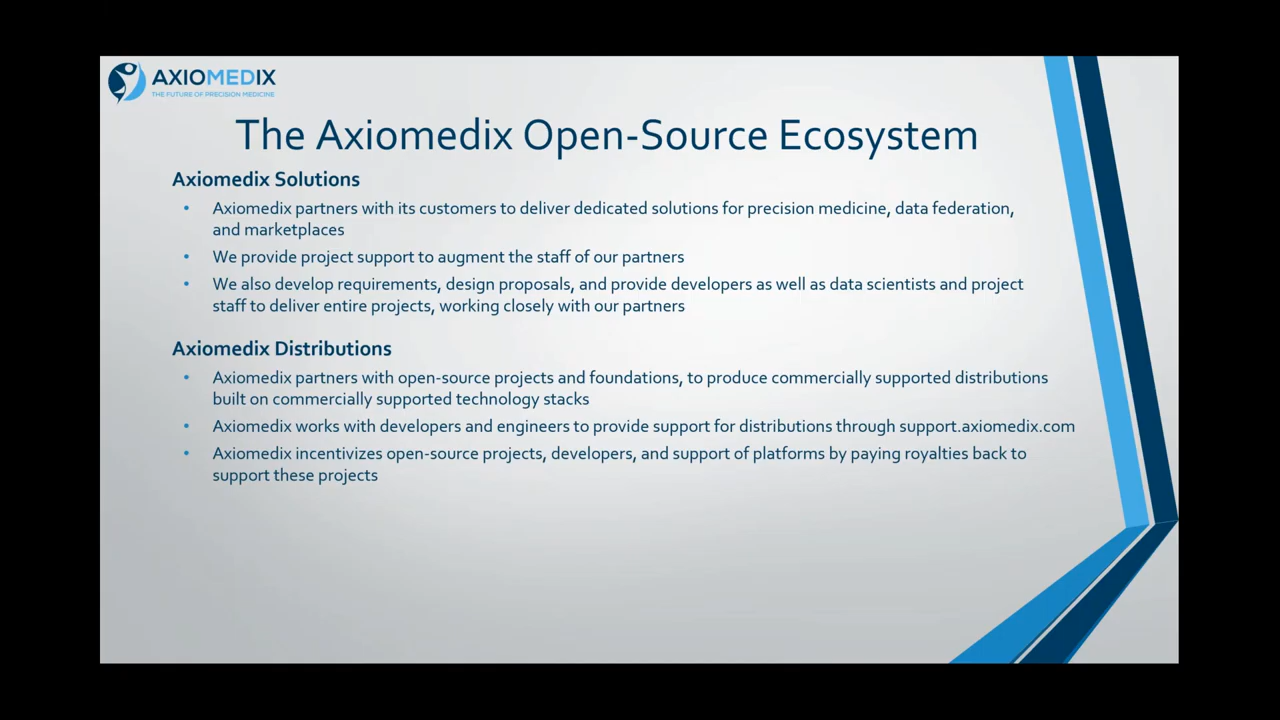 AXIOMEDIX
THE FUTURE OF PRECISION MEDICINE
The Axiomedix Open-Source Ecosystem
Axiomedix Solutions
• Axiomedix partners with its customers to deliver dedicated solutions for precision medicine, data federation,
and marketplaces
• We provide project support to augment the staff of our partners
• We also develop requirements, design proposals, and provide developers as well as data scientists and project
staff to deliver entire projects, working closely with our partners
Axiomedix Distributions
• Axiomedix partners with open-source projects and foundations, to produce commercially supported distributions
built on commercially supported technology stacks
• Axiomedix works with developers and engineers to provide support for distributions through support.axiomedix.com
• Axiomedix incentivizes open-source projects, developers, and support of platforms by paying royalties back to
support these projects